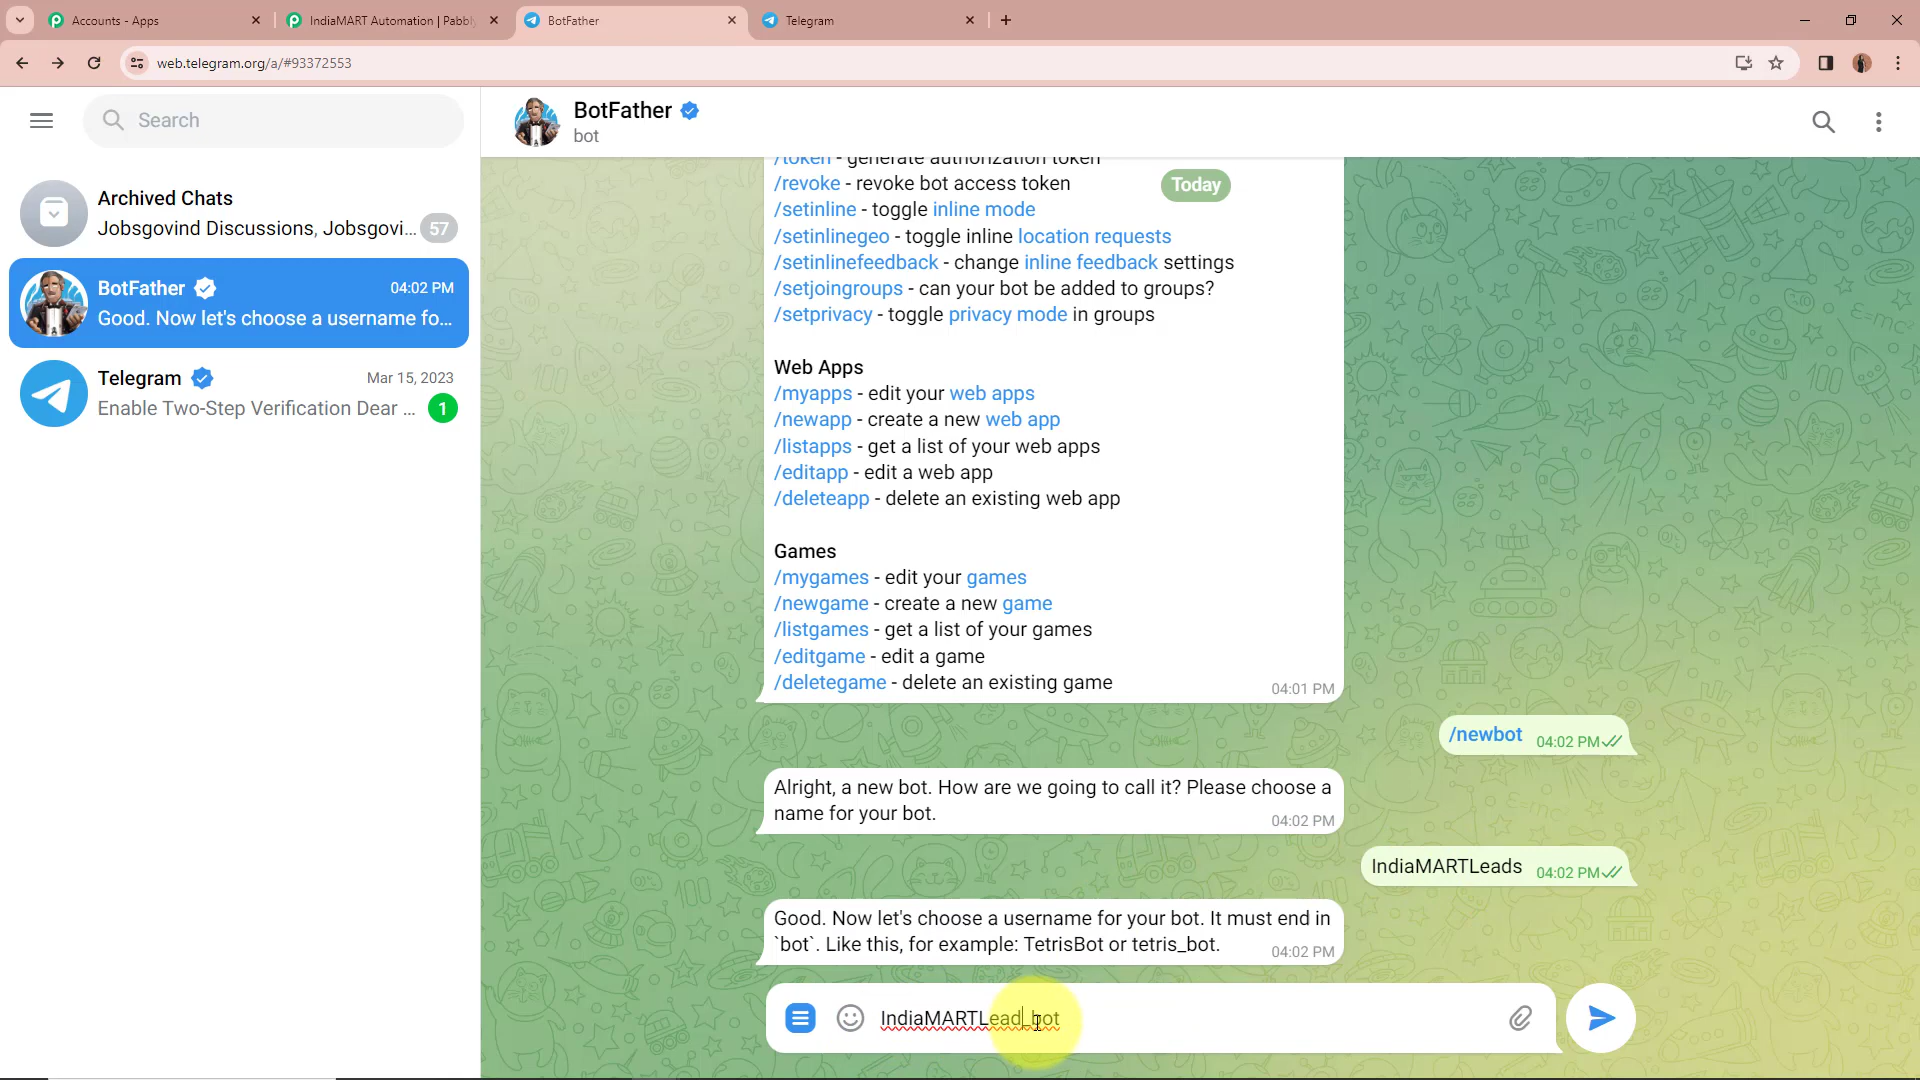 Accounts - Apps
IndiaMART Automation | Pabbly
BotFather
Telegram
web.telegram.org/a/#93372553
Search
Archived Chats
Jobsgovind Discussions, Jobsgovi... 57
BotFather 04:02 PM
Good. Now let's choose a username fo...
Telegram Mar 15, 2023
Enable Two-Step Verification Dear ... 1
BotFather
bot
/token - generate authorization token
Today
/revoke - revoke bot access token
/setinline - toggle inline mode
/setinlinegeo - toggle inline location requests
/setinlinefeedback - change inline feedback settings
/setjoingroups - can your bot be added to groups?
/setprivacy - toggle privacy mode in groups
Web Apps
/myapps - edit your web apps
/newapp - create a new web app
/listapps - get a list of your web apps
/editapp - edit a web app
/deleteapp - delete an existing web app
Games
/mygames - edit your games
/newgame - create a new game
/listgames - get a list of your games
/editgame - edit a game
/deletegame - delete an existing game
04:01 PM
/newbot 04:02 PM
Alright, a new bot. How are we going to call it? Please choose a
name for your bot. 04:02 PM
IndiaMARTLeads 04:02 PM
Good. Now let's choose a username for your bot. It must end in
`bot`. Like this, for example: TetrisBot or tetris_bot. 04:02 PM
IndiaMARTLead_bot